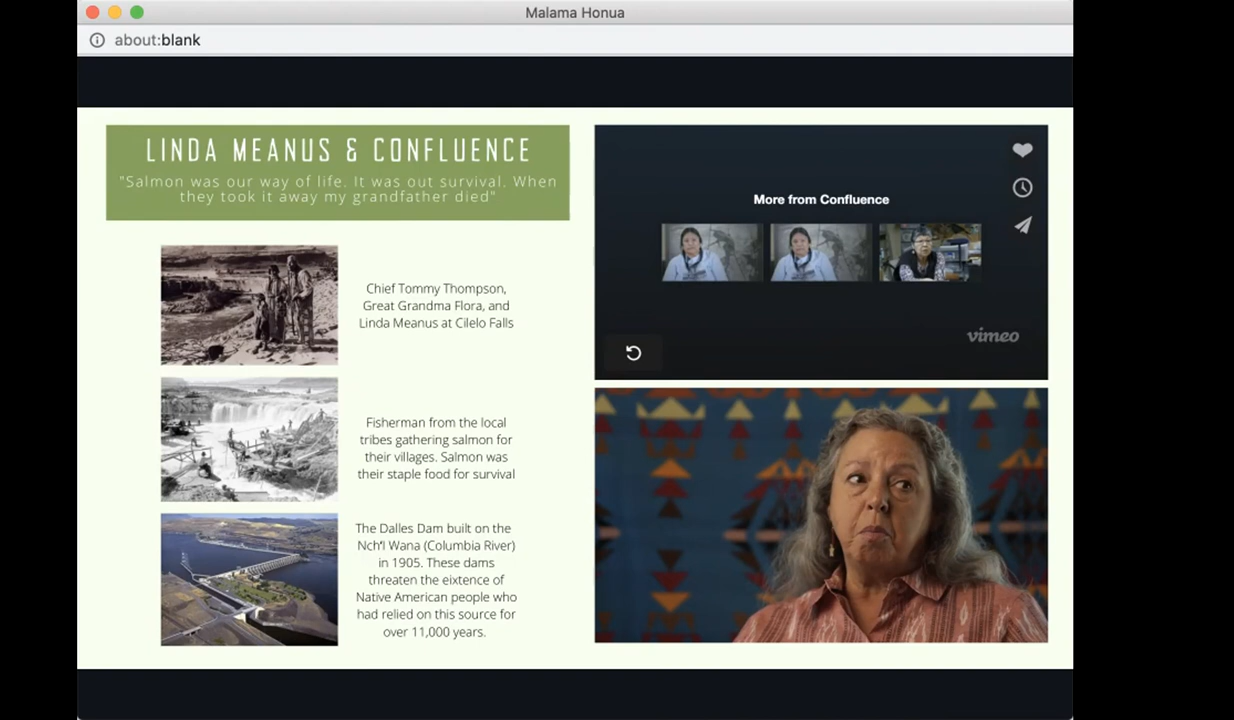 Malama Honua
about:blank
LINDA MEANUS & CONFLUENCE
"Salmon was our way of life. It was out survival. When
they took it away my grandfather died"
Chief Tommy Thompson,
Great Grandma Flora, and
Linda Meanus at Cilelo Falls
Fisherman from the local
tribes gathering salmon for
their villages. Salmon was
their staple food for survival
The Dalles Dam built on the
Nch'I Wana (Columbia River)
in 1905. These dams
threaten the eixtence of
Native American people who
had relied on this source for
over 11,000 years.
More from Confluence
vimeo